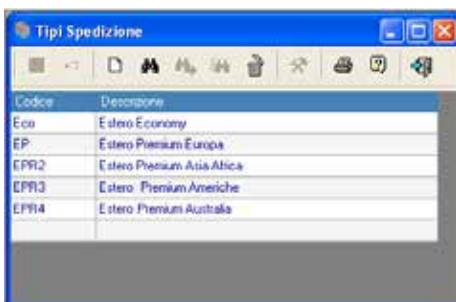 Tipi Spedizione
Codice Descrizione
Eco Estero Economy
EP Estero Premium Europa
EPR2 Estero Premium Asia Africa
EPR3 Estero Premium Americhe
EPR4 Estero Premium Australia